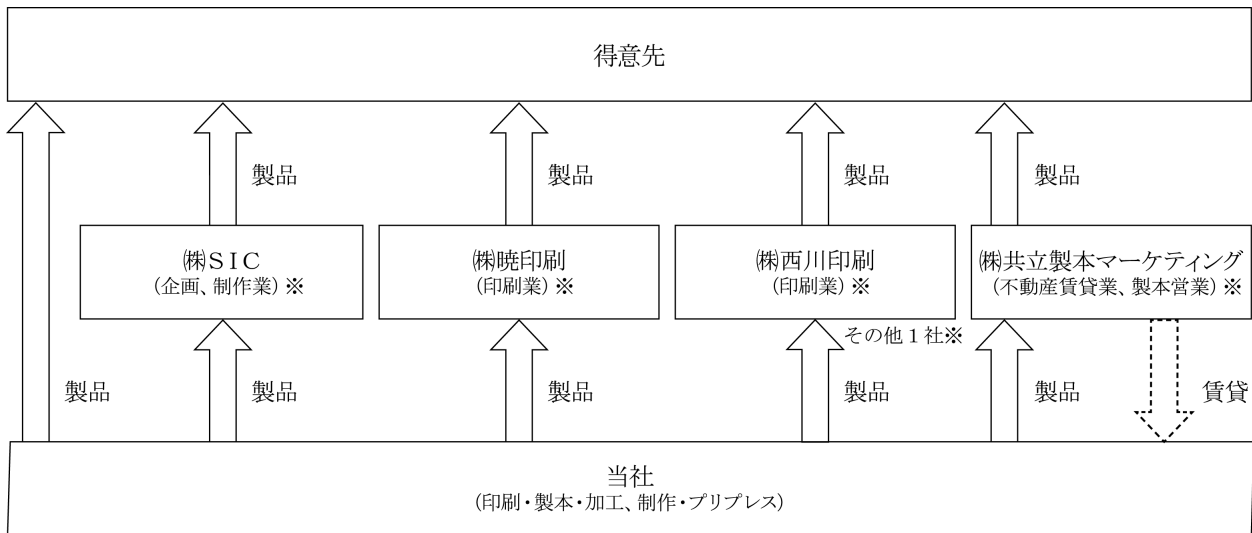 得意先
製品
製品
製品
製品
㈱ＳＩＣ
(企画、制作業)※
㈱暁印刷
(印刷業)※
㈱西川印刷
(印刷業)※
㈱共立製本マーケティング
(不動産賃貸業、製本営業)※
その他１社※
製品
製品
製品
製品
製品
賃貸
当社
(印刷・製本・加工、制作・プリプレス)